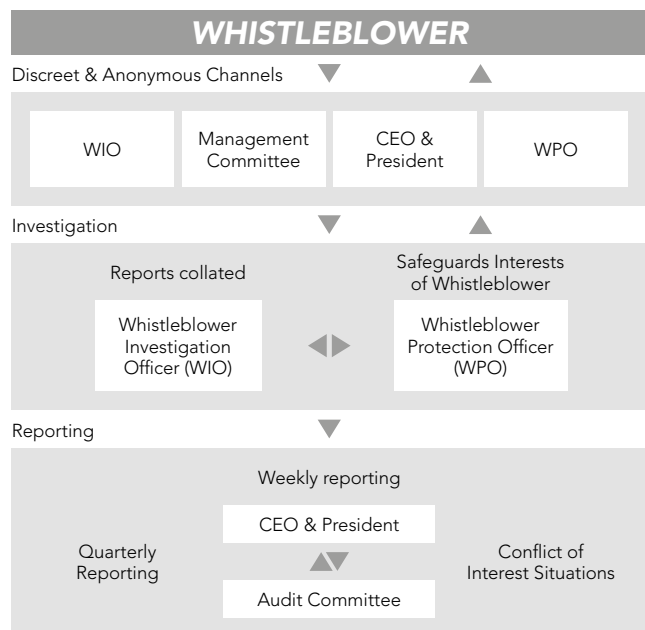 WHISTLEBLOWER
Discreet & Anonymous Channels
WIO
Management
Committee
CEO &
President
WPO
Investigation
Reports collated
Whistleblower
Investigation
Officer (WIO)
Safeguards Interests
of Whistleblower
Whistleblower
Protection Officer
(WPO)
Reporting
Weekly reporting
CEO & President
Quarterly
Reporting
Conflict of
Interest Situations
Audit Committee